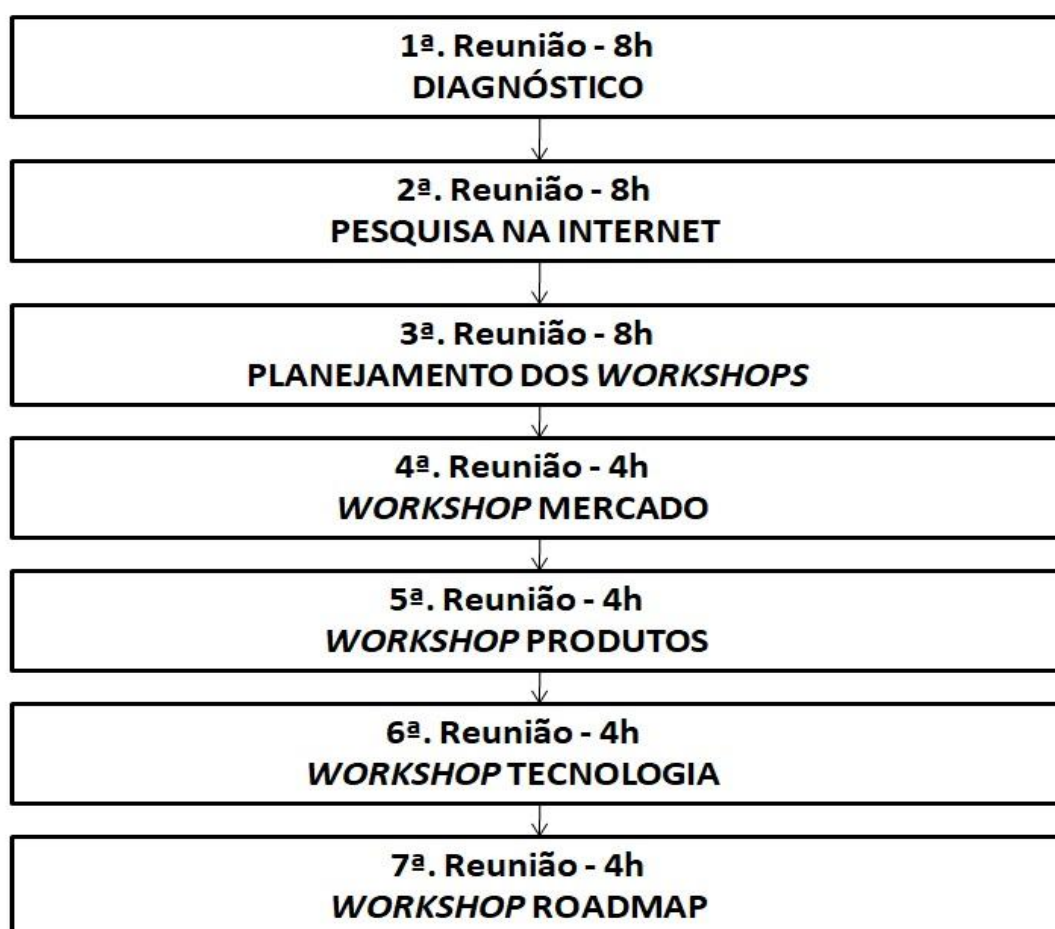 1ª. Reunião - 8h
DIAGNÓSTICO
2ª. Reunião - 8h
PESQUISA NA INTERNET
3ª. Reunião - 8h
PLANEJAMENTO DOS WORKSHOPS
4ª. Reunião - 4h
WORKSHOP MERCADO
5ª. Reunião - 4h
WORKSHOP PRODUTOS
6ª. Reunião - 4h
WORKSHOP TECNOLOGIA
7ª. Reunião - 4h
WORKSHOP ROADMAP